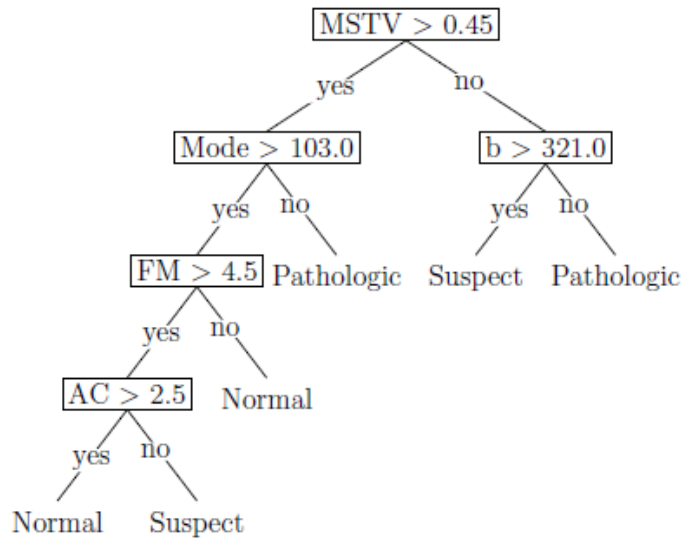 MSTV > 0.45
yes
no
Mode > 103.0
b > 321.0
yes
no
yes
no
FM > 4.5
Pathologic
Suspect
Pathologic
yes
no
AC > 2.5
Normal
yes
no
Normal
Suspect